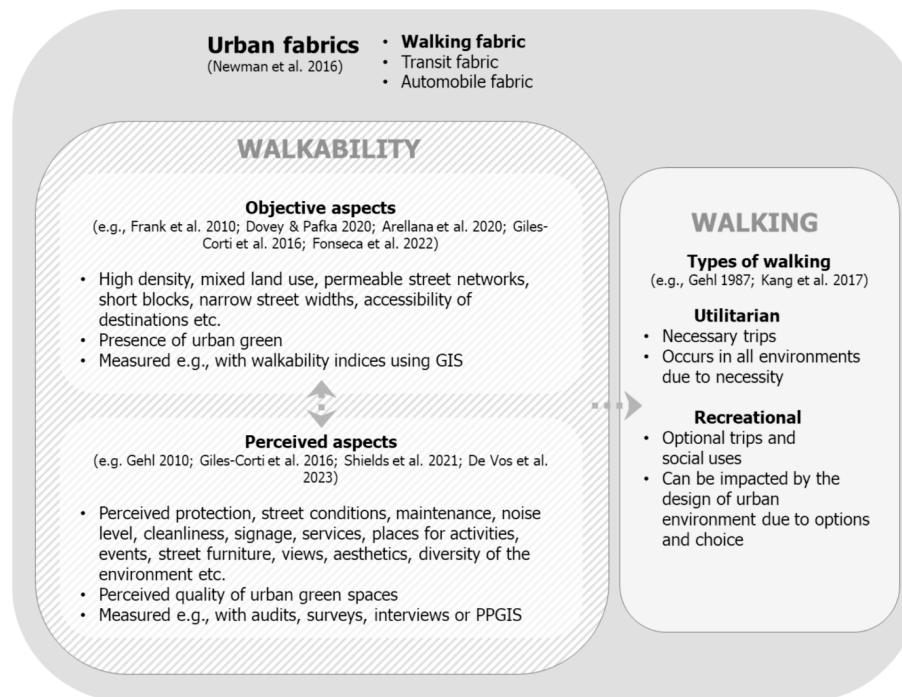 Urban fabrics
(Newman et al. 2016)
• Walking fabric
• Transit fabric
• Automobile fabric
WALKABILITY
Objective aspects
(e.g., Frank et al. 2010; Dovey & Pafka 2020; Arellana et al. 2020; Giles-
Corti et al. 2016; Fonseca et al. 2022)
• High density, mixed land use, permeable street networks,
short blocks, narrow street widths, accessibility of
destinations etc.
• Presence of urban green
• Measured e.g., with walkability indices using GIS
Perceived aspects
(e.g. Gehl 2010; Giles-Corti et al. 2016; Shields et al. 2021; De Vos et al.
2023)
• Perceived protection, street conditions, maintenance, noise
level, cleanliness, signage, services, places for activities,
events, street furniture, views, aesthetics, diversity of the
environment etc.
• Perceived quality of urban green spaces
• Measured e.g., with audits, surveys, interviews or PPGIS
WALKING
Types of walking
(e.g., Gehl 1987; Kang et al. 2017)
Utilitarian
• Necessary trips
• Occurs in all environments
due to necessity
Recreational
• Optional trips and
social uses
• Can be impacted by the
design of urban
environment due to options
and choice